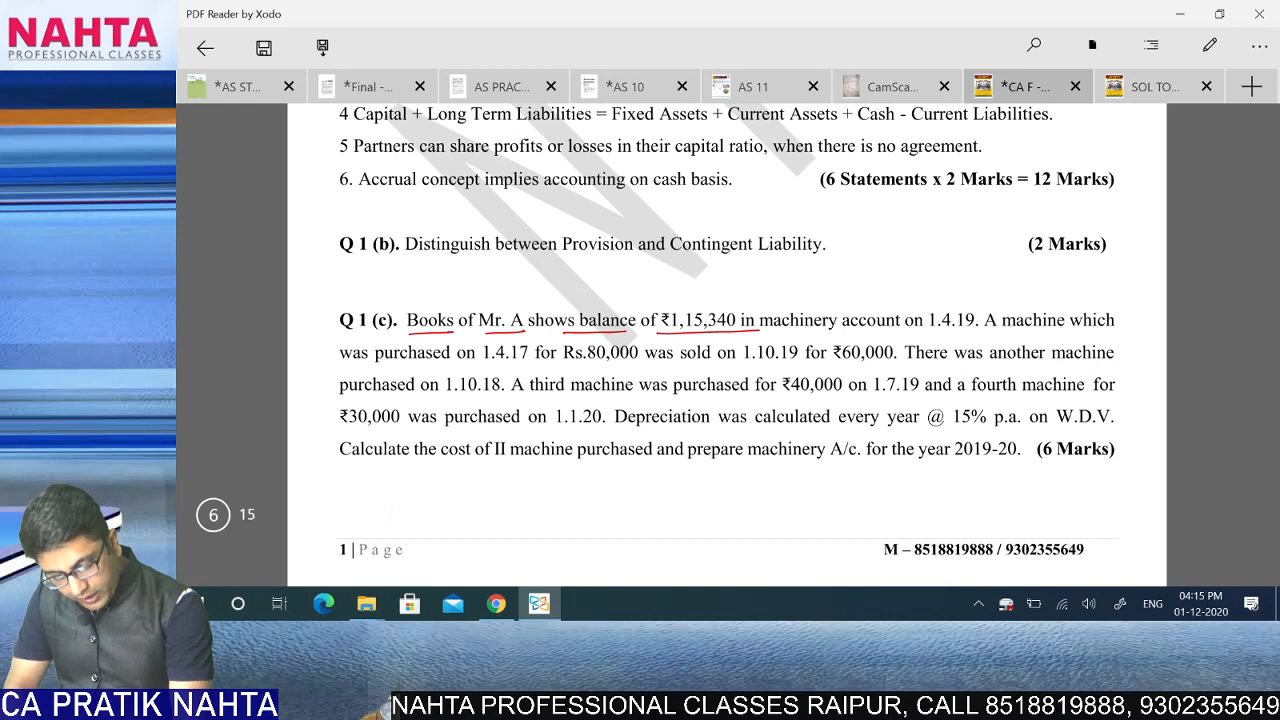 NAHTA
PROFESSIONAL CLASSES
PDF Reader by Xodo
*AS ST...
*Final -...
AS PRAC...
*AS 10
AS 11
CamSca...
*CA F -...
SOL TO...
4 Capital + Long Term Liabilities = Fixed Assets + Current Assets + Cash - Current Liabilities.
5 Partners can share profits or losses in their capital ratio, when there is no agreement.
6. Accrual concept implies accounting on cash basis. (6 Statements x 2 Marks = 12 Marks)
Q 1 (b). Distinguish between Provision and Contingent Liability. (2 Marks)
Q 1 (c). Books of Mr. A shows balance of ₹1,15,340 in machinery account on 1.4.19. A machine which
was purchased on 1.4.17 for Rs.80,000 was sold on 1.10.19 for ₹60,000. There was another machine
purchased on 1.10.18. A third machine was purchased for ₹40,000 on 1.7.19 and a fourth machine for
₹30,000 was purchased on 1.1.20. Depreciation was calculated every year @ 15% p.a. on W.D.V.
Calculate the cost of II machine purchased and prepare machinery A/c. for the year 2019-20. (6 Marks)
6 15
1 | P a g e M – 8518819888 / 9302355649
ENG
04:15 PM
01-12-2020
CA PRATIK NAHTA
NAHTA PROFESSIONAL CLASSES RAIPUR, CALL 8518819888, 9302355649